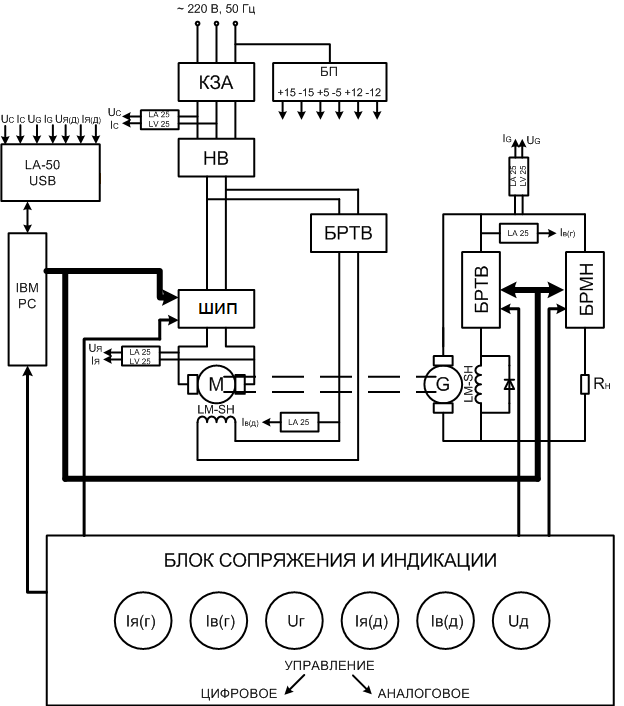 ~ 220 В, 50 Гц
КЗА
БП
+15 -15 +5 -5 +12 -12
UC IC UG IG UЯ(Д) IЯ(Д)
UC
IC
LA 25
LV 25
LA-50
USB
НВ
IG UG
LA 25
LV 25
БРТВ
LA 25
IВ(Г)
IBM
PC
ШИП
БРТВ
БРМН
UЯ
IЯ
LA 25
LV 25
M
G
LM-SH
RН
LM-SH
IВ(Д)
LA 25
БЛОК СОПРЯЖЕНИЯ И ИНДИКАЦИИ
Iя(г) Iв(г) Uг Iя(д) Iв(д) Uд
УПРАВЛЕНИЕ
ЦИФРОВОЕ АНАЛОГОВОЕ